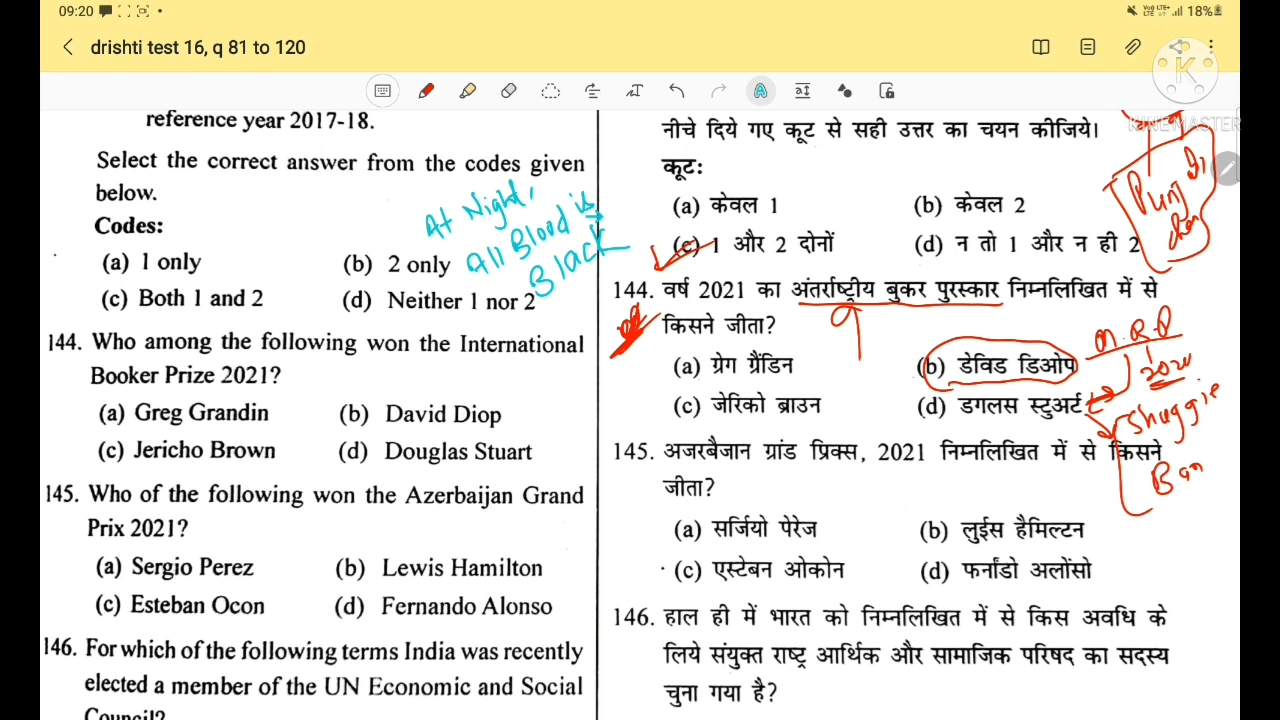 09:20
VoLTE LTE+ 18%
drishti test 16, q 81 to 120
KINEMASTER
reference year 2017-18.
Select the correct answer from the codes given
below.
Codes:
(a) 1 only
(b) 2 only
(c) Both 1 and 2
(d) Neither 1 nor 2
At Night,
All Blood is
Black
144. Who among the following won the International
Booker Prize 2021?
(a) Greg Grandin
(b) David Diop
(c) Jericho Brown
(d) Douglas Stuart
145. Who of the following won the Azerbaijan Grand
Prix 2021?
(a) Sergio Perez
(b) Lewis Hamilton
(c) Esteban Ocon
(d) Fernando Alonso
146. For which of the following terms India was recently
elected a member of the UN Economic and Social
Council?
नीचे दिये गए कूट से सही उत्तर का चयन कीजिये।
कूटः
(a) केवल 1
(b) केवल 2
(c) 1 और 2 दोनों
(d) न तो 1 और न ही 2
144. वर्ष 2021 का अंतर्राष्ट्रीय बुकर पुरस्कार निम्नलिखित में से
किसने जीता?
(a) ग्रेग ग्रैंडिन
(b) डेविड डिओप
(c) जेरिको ब्राउन
(d) डगलस स्टुअर्ट
2020
Shuggie
Bain
145. अजरबैजान ग्रांड प्रिक्स, 2021 निम्नलिखित में से किसने
जीता?
(a) सर्जियो पेरेज
(b) लुईस हैमिल्टन
(c) एस्टेबन ओकोन
(d) फर्नांडो अलोंसो
146. हाल ही में भारत को निम्नलिखित में से किस अवधि के
लिये संयुक्त राष्ट्र आर्थिक और सामाजिक परिषद का सदस्य
चुना गया है?